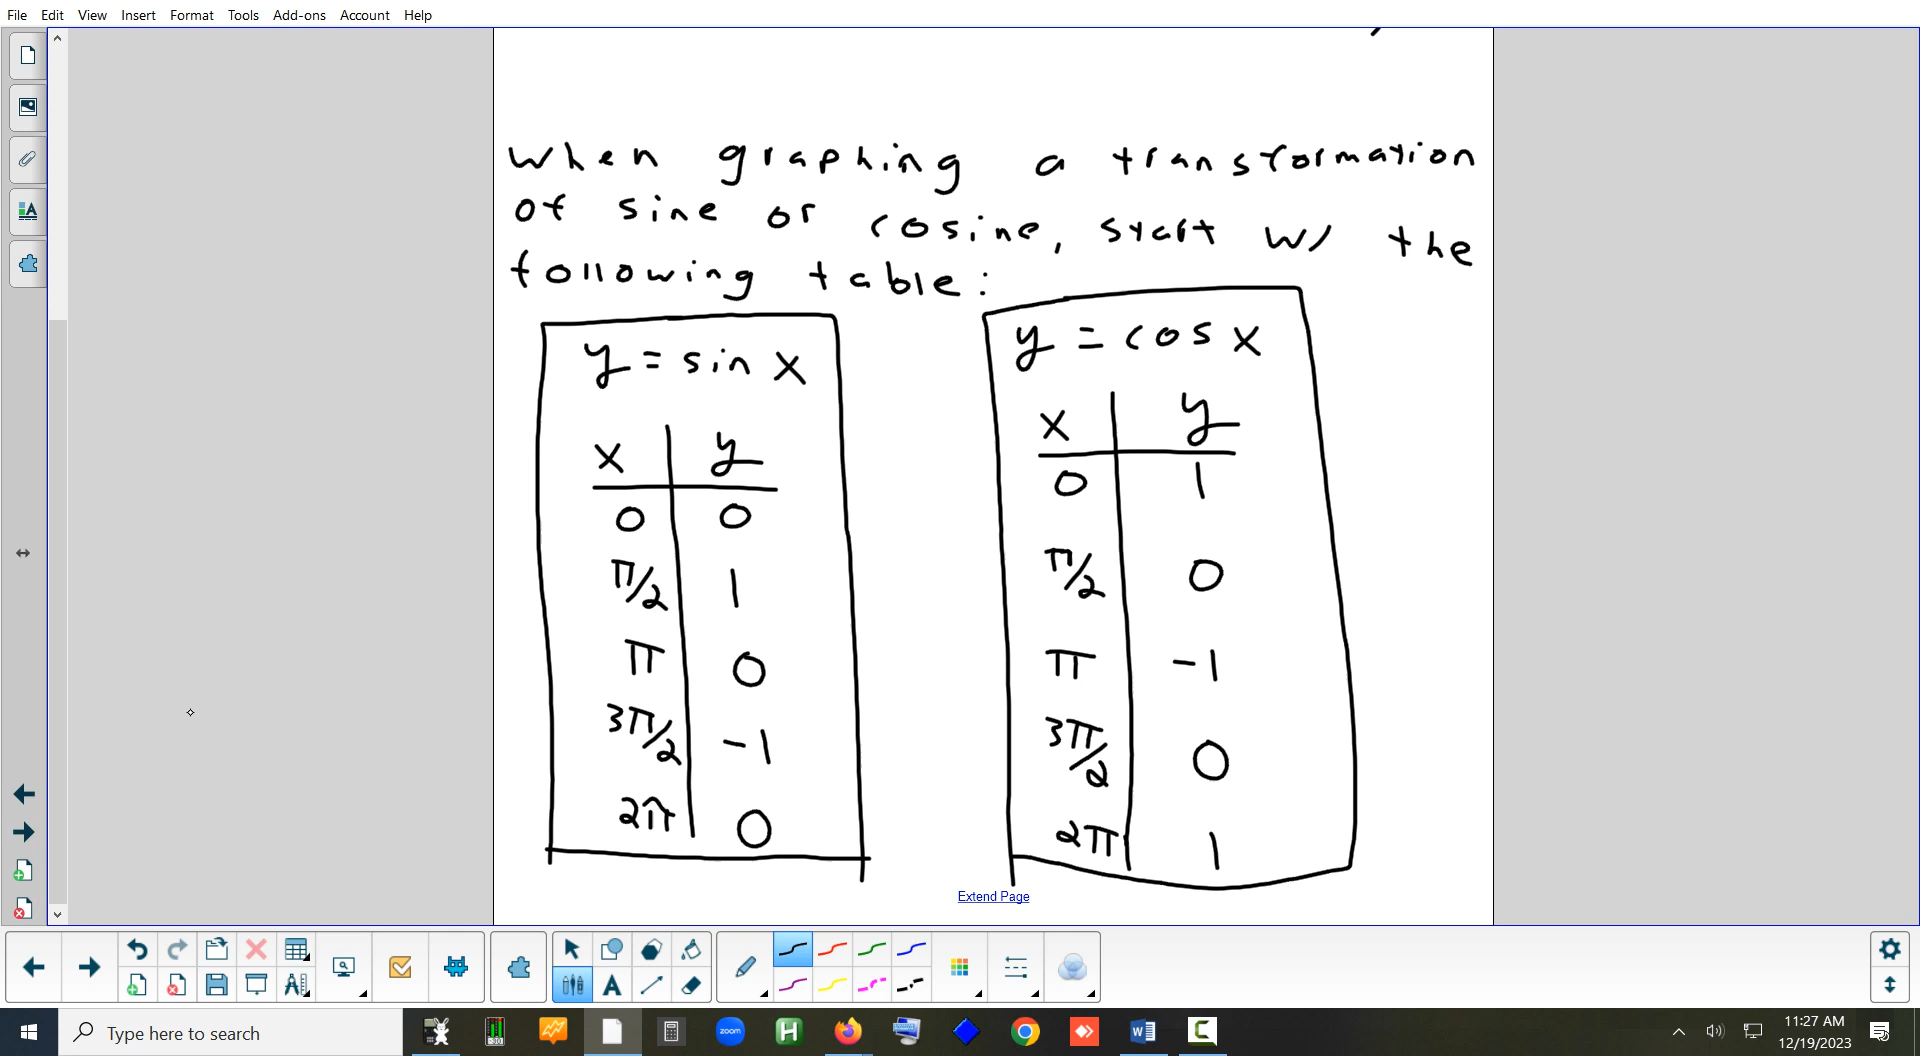 File Edit View Insert Format Tools Add-ons Account Help
When graphing a transformation
of sine or cosine, start w/ the
following table:
y = sin x
x y
0 0
π/2 1
π 0
3π/2 -1
2π 0
y = cos x
x y
0 1
π/2 0
π -1
3π/2 0
2π 1
Extend Page
Type here to search
zoom
11:27 AM
12/19/2023